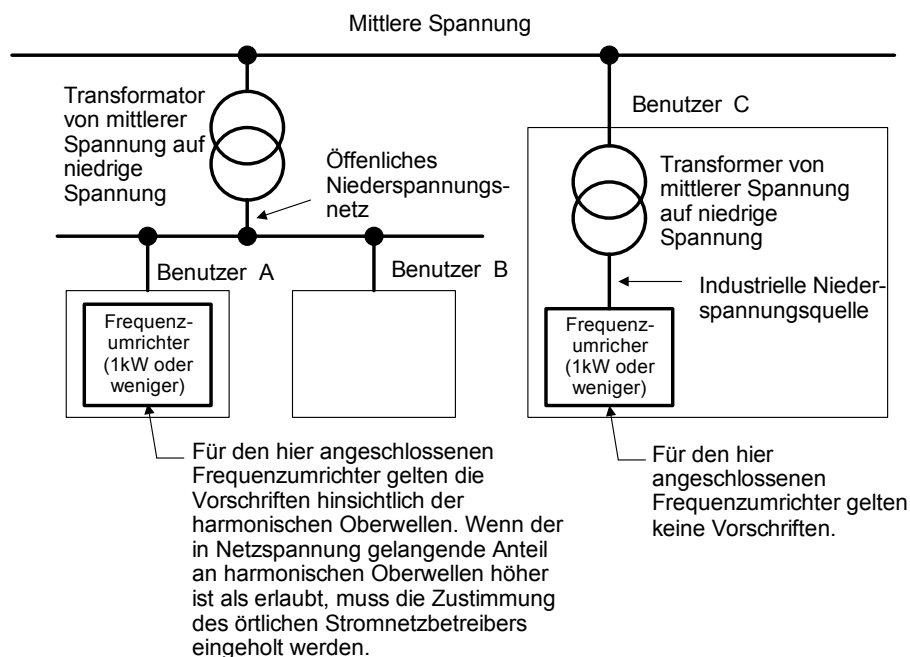 Mittlere Spannung
Transformator
von mittlerer
Spannung auf
niedrige
Spannung
Öffenliches
Niederspannungs-
netz
Benutzer A
Benutzer B
Frequenz-
umrichter
(1kW oder
weniger)
Für den hier angeschlossenen
Frequenzumrichter gelten die
Vorschriften hinsichtlich der
harmonischen Oberwellen. Wenn der
in Netzspannung gelangende Anteil
an harmonischen Oberwellen höher
ist als erlaubt, muss die Zustimmung
des örtlichen Stromnetzbetreibers
eingeholt werden.
Benutzer C
Transformer von
mittlerer Spannung
auf niedrige
Spannung
Industrielle Nieder-
spannungsquelle
Frequenz-
umricher
(1kW oder
weniger)
Für den hier
angeschlossenen
Frequenzumrichter gelten
keine Vorschriften.